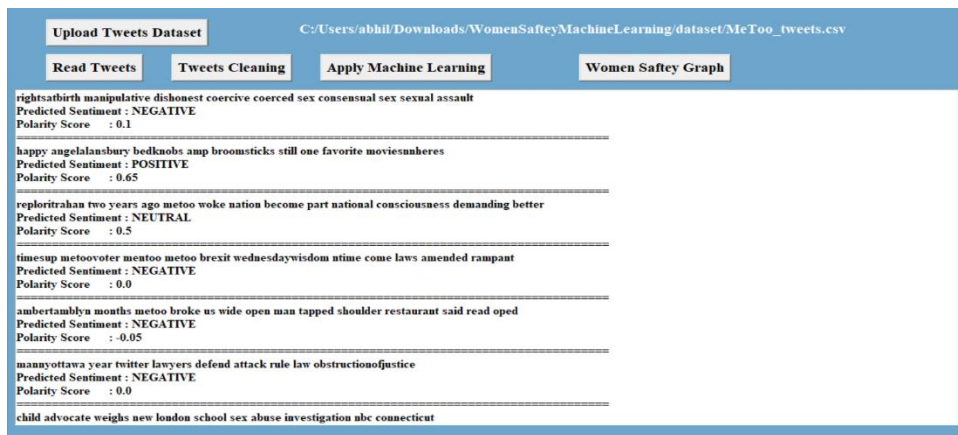 Upload Tweets Dataset
C:/Users/abhil/Downloads/WomenSafteyMachineLearning/dataset/MeToo_tweets.csv
Read Tweets
Tweets Cleaning
Apply Machine Learning
Women Saftey Graph
rightsatbirth manipulative dishonest coercive coerced sex consensual sex sexual assault
Predicted Sentiment : NEGATIVE
Polarity Score : 0.1
================================================================================
happy angelalansbury bedknobs amp broomsticks still one favorite moviesnnheres
Predicted Sentiment : POSITIVE
Polarity Score : 0.65
================================================================================
reploritrahan two years ago metoo woke nation become part national consciousness demanding better
Predicted Sentiment : NEUTRAL
Polarity Score : 0.5
================================================================================
timesup metoovoter mentoo metoo brexit wednesdaywisdom ntime come laws amended rampant
Predicted Sentiment : NEGATIVE
Polarity Score : 0.0
================================================================================
ambertamblyn months metoo broke us wide open man tapped shoulder restaurant said read oped
Predicted Sentiment : NEGATIVE
Polarity Score : -0.05
================================================================================
mannyottawa year twitter lawyers defend attack rule law obstructionofjustice
Predicted Sentiment : NEGATIVE
Polarity Score : 0.0
================================================================================
child advocate weighs new london school sex abuse investigation nbc connecticut